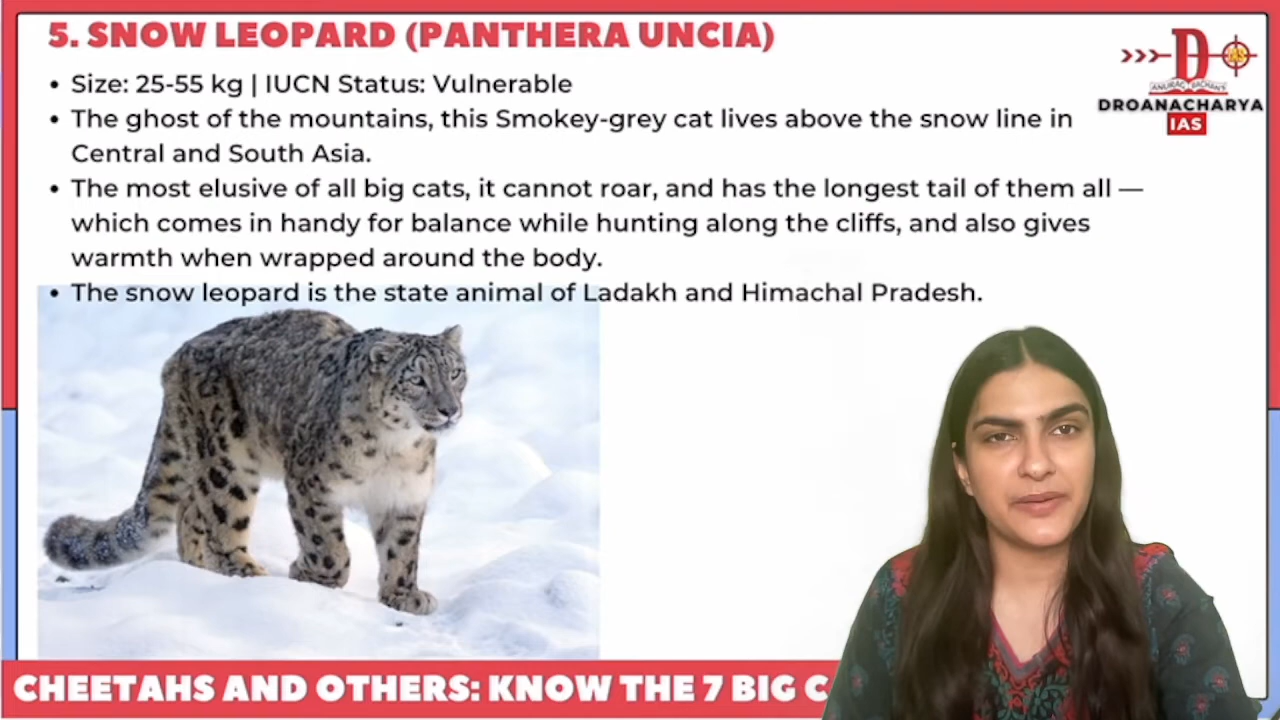 5. SNOW LEOPARD (PANTHERA UNCIA)
• Size: 25-55 kg | IUCN Status: Vulnerable
• The ghost of the mountains, this Smokey-grey cat lives above the snow line in
Central and South Asia.
• The most elusive of all big cats, it cannot roar, and has the longest tail of them all —
which comes in handy for balance while hunting along the cliffs, and also gives
warmth when wrapped around the body.
• The snow leopard is the state animal of Ladakh and Himachal Pradesh.
D
IAS
ANURAG BACHAN'S
DROANACHARYA
IAS
CHEETAHS AND OTHERS: KNOW THE 7 BIG C